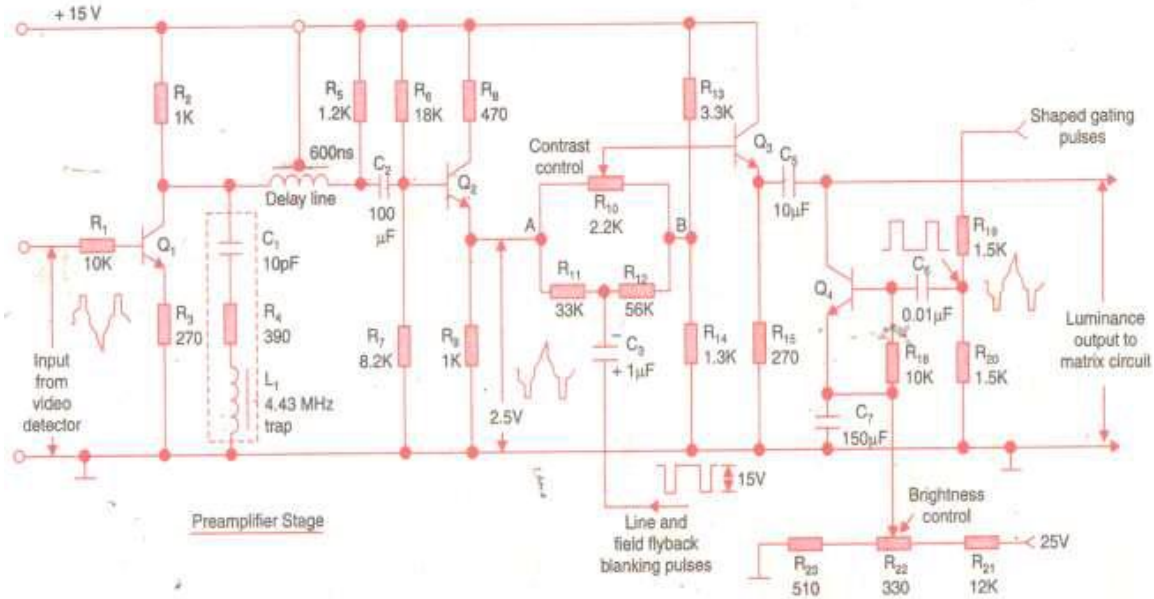 + 15 V
R2
1K
R5
1.2K
R6
18K
R8
470
R13
3.3K
Shaped gating
pulses
600ns
Delay line
C2
100
μF
Q2
Contrast
control
R10
2.2K
Q3
C5
10μF
R1
10K
Q1
C1
10pF
A
B
R19
1.5K
R11
33K
R12
56K
Q4
C6
0.01μF
R3
270
R4
390
R7
8.2K
R9
1K
C3
+ 1μF
R14
1.3K
R15
270
R18
10K
R20
1.5K
Luminance
output to
matrix circuit
Input
from
video
detector
L1
4.43 MHz
trap
2.5V
C7
150μF
15V
Preamplifier Stage
Line and
field flyback
blanking pulses
Brightness
control
25V
R23
510
R22
330
R21
12K